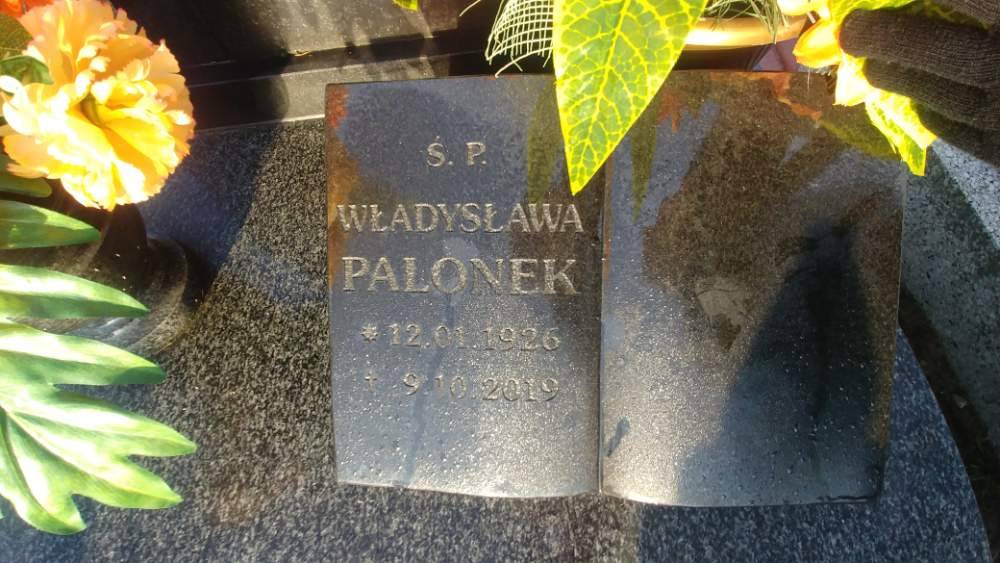 Ś. P.
WŁADYSŁAWA
PALONEK
* 12.01.1926
† 9.10.2019